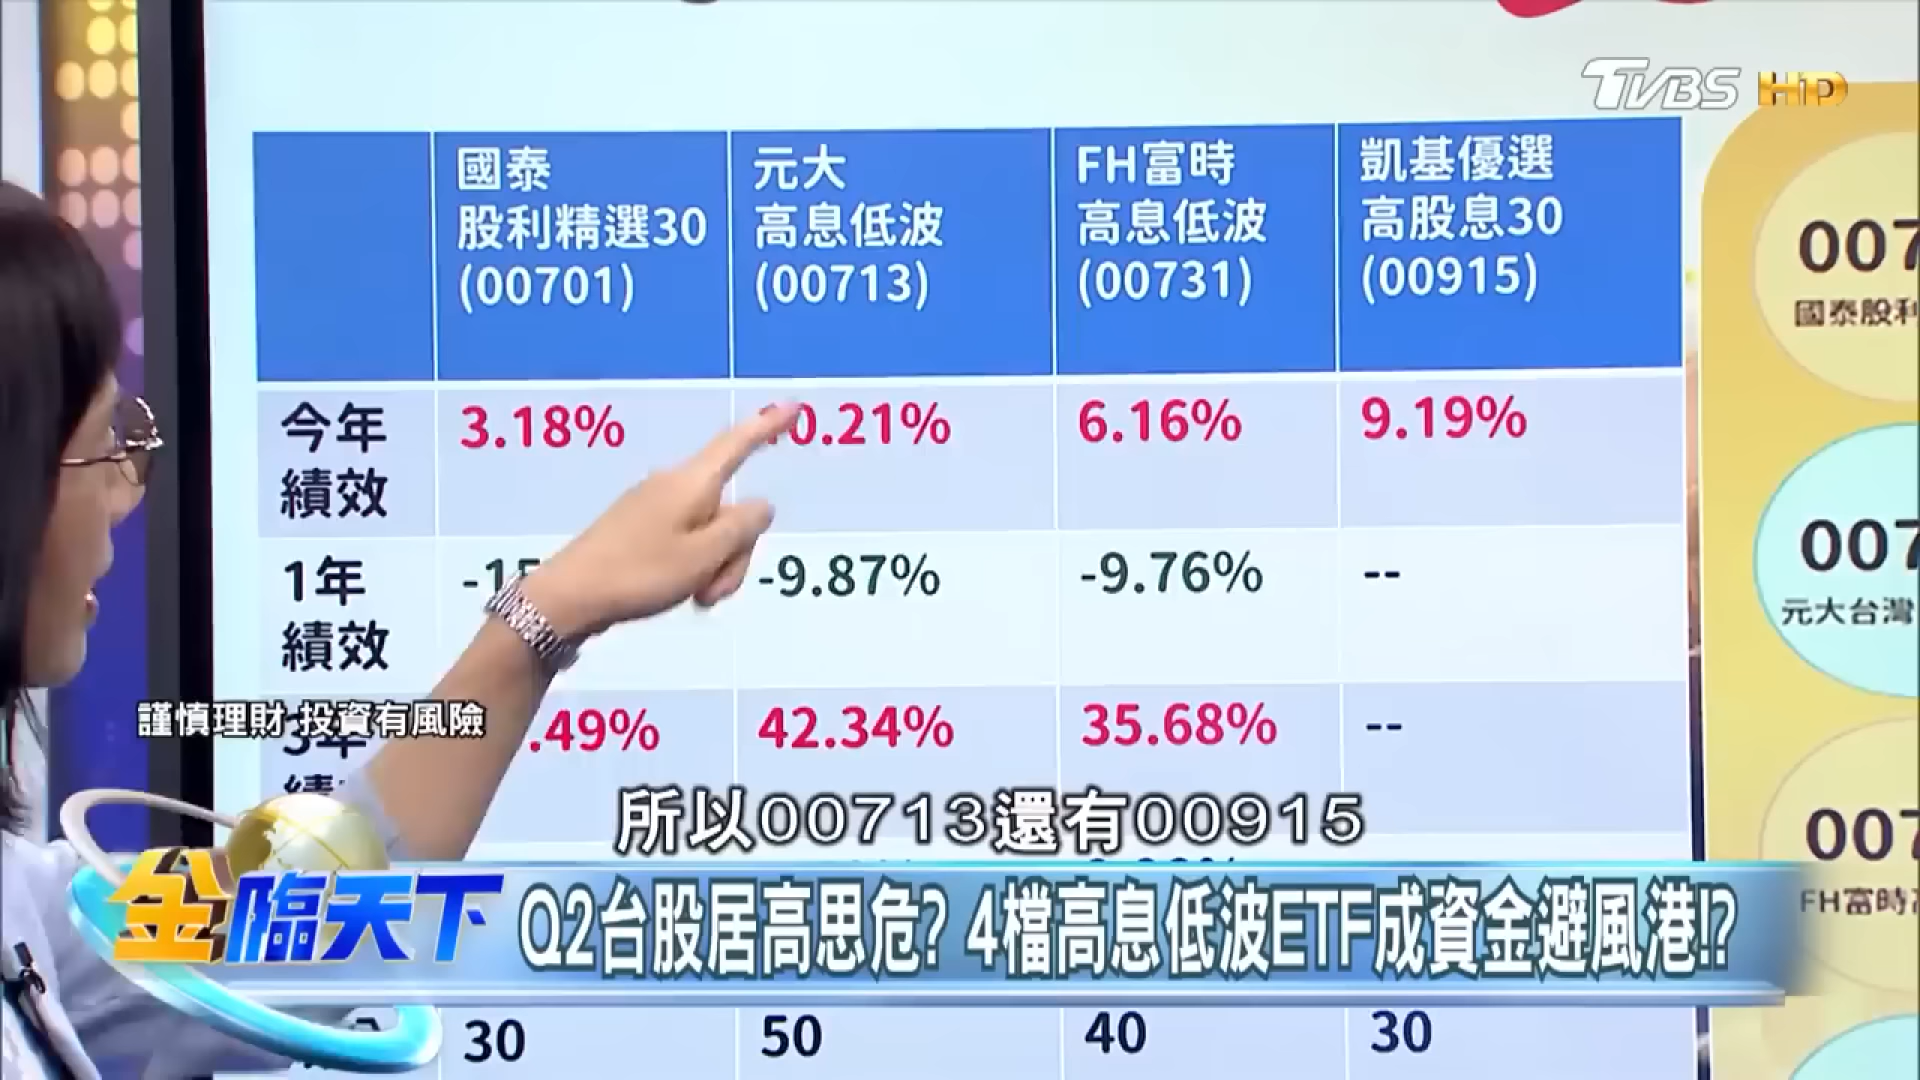 TVBS HD
國泰
股利精選30
(00701)
元大
高息低波
(00713)
FH富時
高息低波
(00731)
凱基優選
高股息30
(00915)
今年
績效
3.18%
10.21%
6.16%
9.19%
1年
績效
-9.87%
-9.76%
--
3年
.49%
42.34%
35.68%
--
30
50
40
30
007
國泰股利
007
元大台灣
007
FH富時
謹慎理財 投資有風險
所以00713還有00915
金臨天下
Q2台股居高思危? 4檔高息低波ETF成資金避風港!?